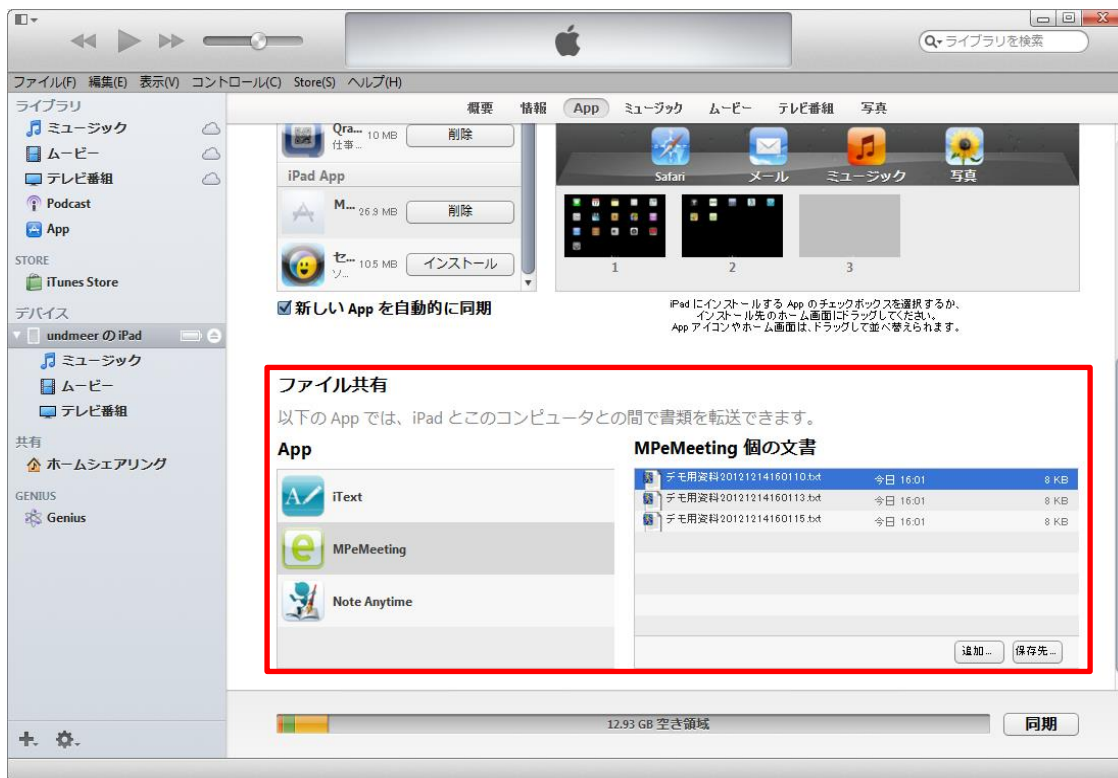 ライブラリを検索
ファイル(F) 編集(E) 表示(V) コントロール(C) Store(S) ヘルプ(H)
ライブラリ
ミュージック
ムービー
テレビ番組
Podcast
App
STORE
iTunes Store
デバイス
undmeer の iPad
ミュージック
ムービー
テレビ番組
共有
ホームシェアリング
GENIUS
Genius
概要 情報 App ミュージック ムービー テレビ番組 写真
Qra... 10 MB 削除
仕事...
iPad App
M... 26.9 MB 削除
セ... 105 MB インストール
ソ...
新しい App を自動的に同期
Safari メール ミュージック 写真
1 2 3
iPad にインストールする App のチェックボックスを選択するか、
インストール先のホーム画面にドラッグしてください。
App アイコンやホーム画面は、ドラッグして並べ替えられます。
ファイル共有
以下の App では、iPad とこのコンピュータとの間で書類を転送できます。
App
iText
MPeMeeting
Note Anytime
MPeMeeting 個の文書
デモ用資料20121214160110.txt 今日 16:01 8 KB
デモ用資料20121214160113.txt 今日 16:01 8 KB
デモ用資料20121214160115.txt 今日 16:01 8 KB
追加... 保存先...
12.93 GB 空き領域
同期